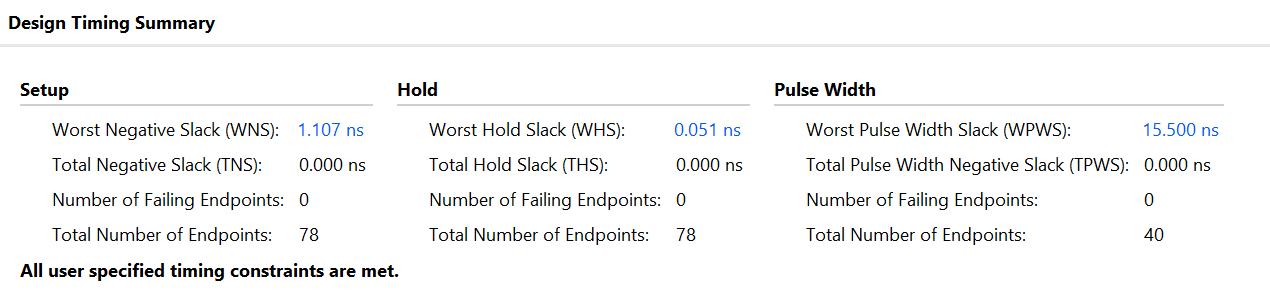 Design Timing Summary
Setup Hold Pulse Width
Worst Negative Slack (WNS): 1.107 ns Worst Hold Slack (WHS): 0.051 ns Worst Pulse Width Slack (WPWS): 15.500 ns
Total Negative Slack (TNS): 0.000 ns Total Hold Slack (THS): 0.000 ns Total Pulse Width Negative Slack (TPWS): 0.000 ns
Number of Failing Endpoints: 0 Number of Failing Endpoints: 0 Number of Failing Endpoints: 0
Total Number of Endpoints: 78 Total Number of Endpoints: 78 Total Number of Endpoints: 40
All user specified timing constraints are met.